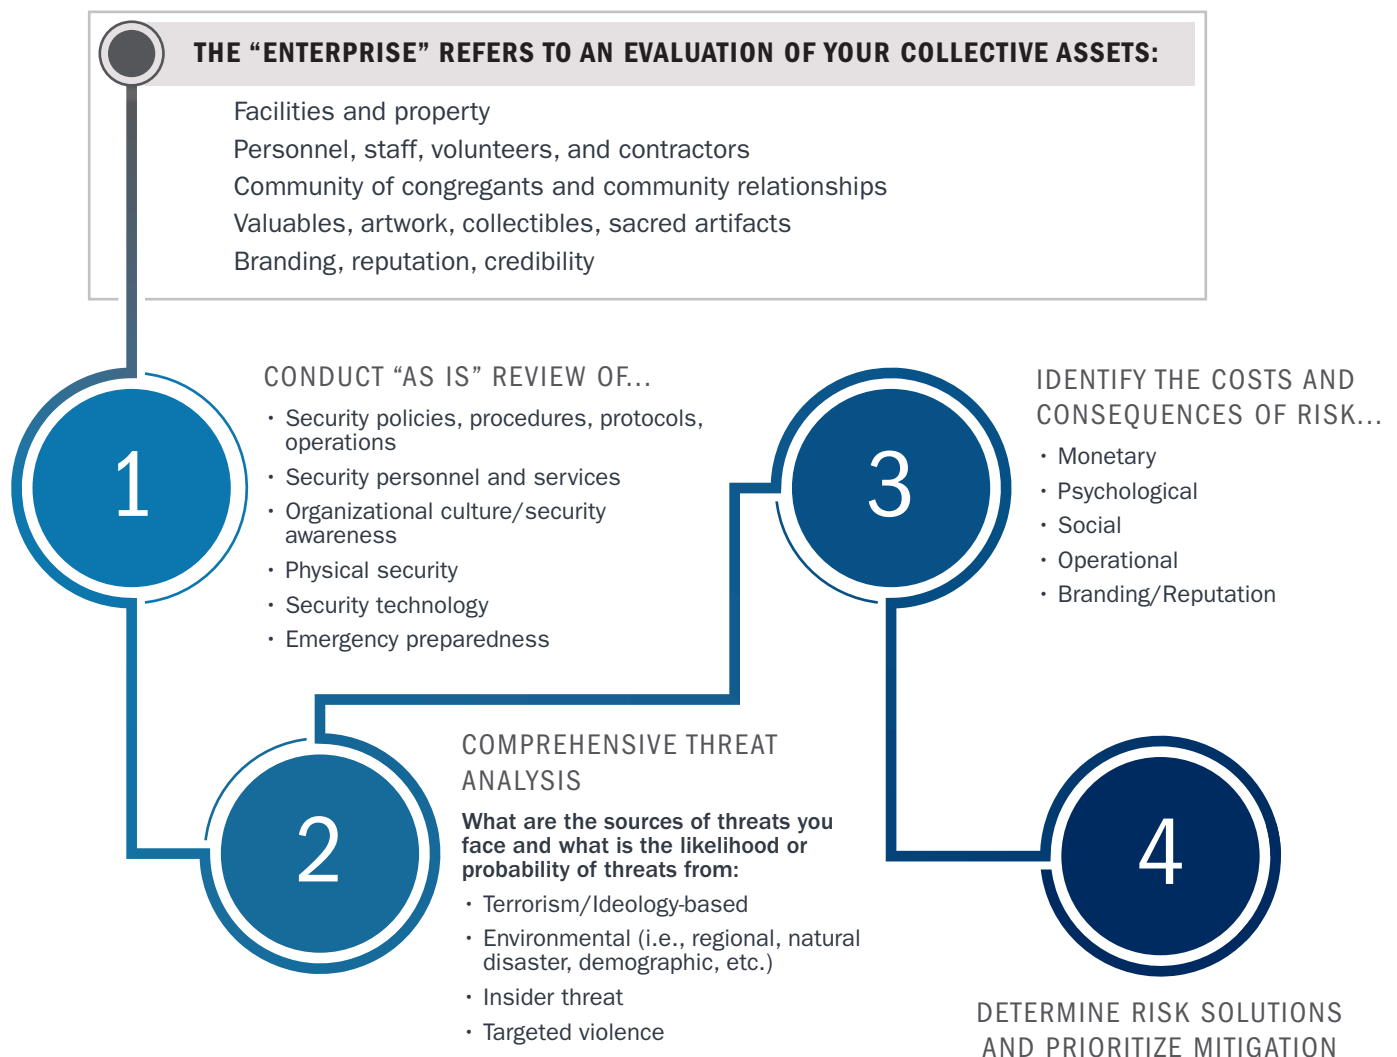 THE “ENTERPRISE” REFERS TO AN EVALUATION OF YOUR COLLECTIVE ASSETS:
Facilities and property
Personnel, staff, volunteers, and contractors
Community of congregants and community relationships
Valuables, artwork, collectibles, sacred artifacts
Branding, reputation, credibility
1
CONDUCT “AS IS” REVIEW OF...
• Security policies, procedures, protocols,
operations
• Security personnel and services
• Organizational culture/security
awareness
• Physical security
• Security technology
• Emergency preparedness
2
COMPREHENSIVE THREAT
ANALYSIS
What are the sources of threats you
face and what is the likelihood or
probability of threats from:
• Terrorism/Ideology-based
• Environmental (i.e., regional, natural
disaster, demographic, etc.)
• Insider threat
• Targeted violence
3
IDENTIFY THE COSTS AND
CONSEQUENCES OF RISK...
• Monetary
• Psychological
• Social
• Operational
• Branding/Reputation
4
DETERMINE RISK SOLUTIONS
AND PRIORITIZE MITIGATION